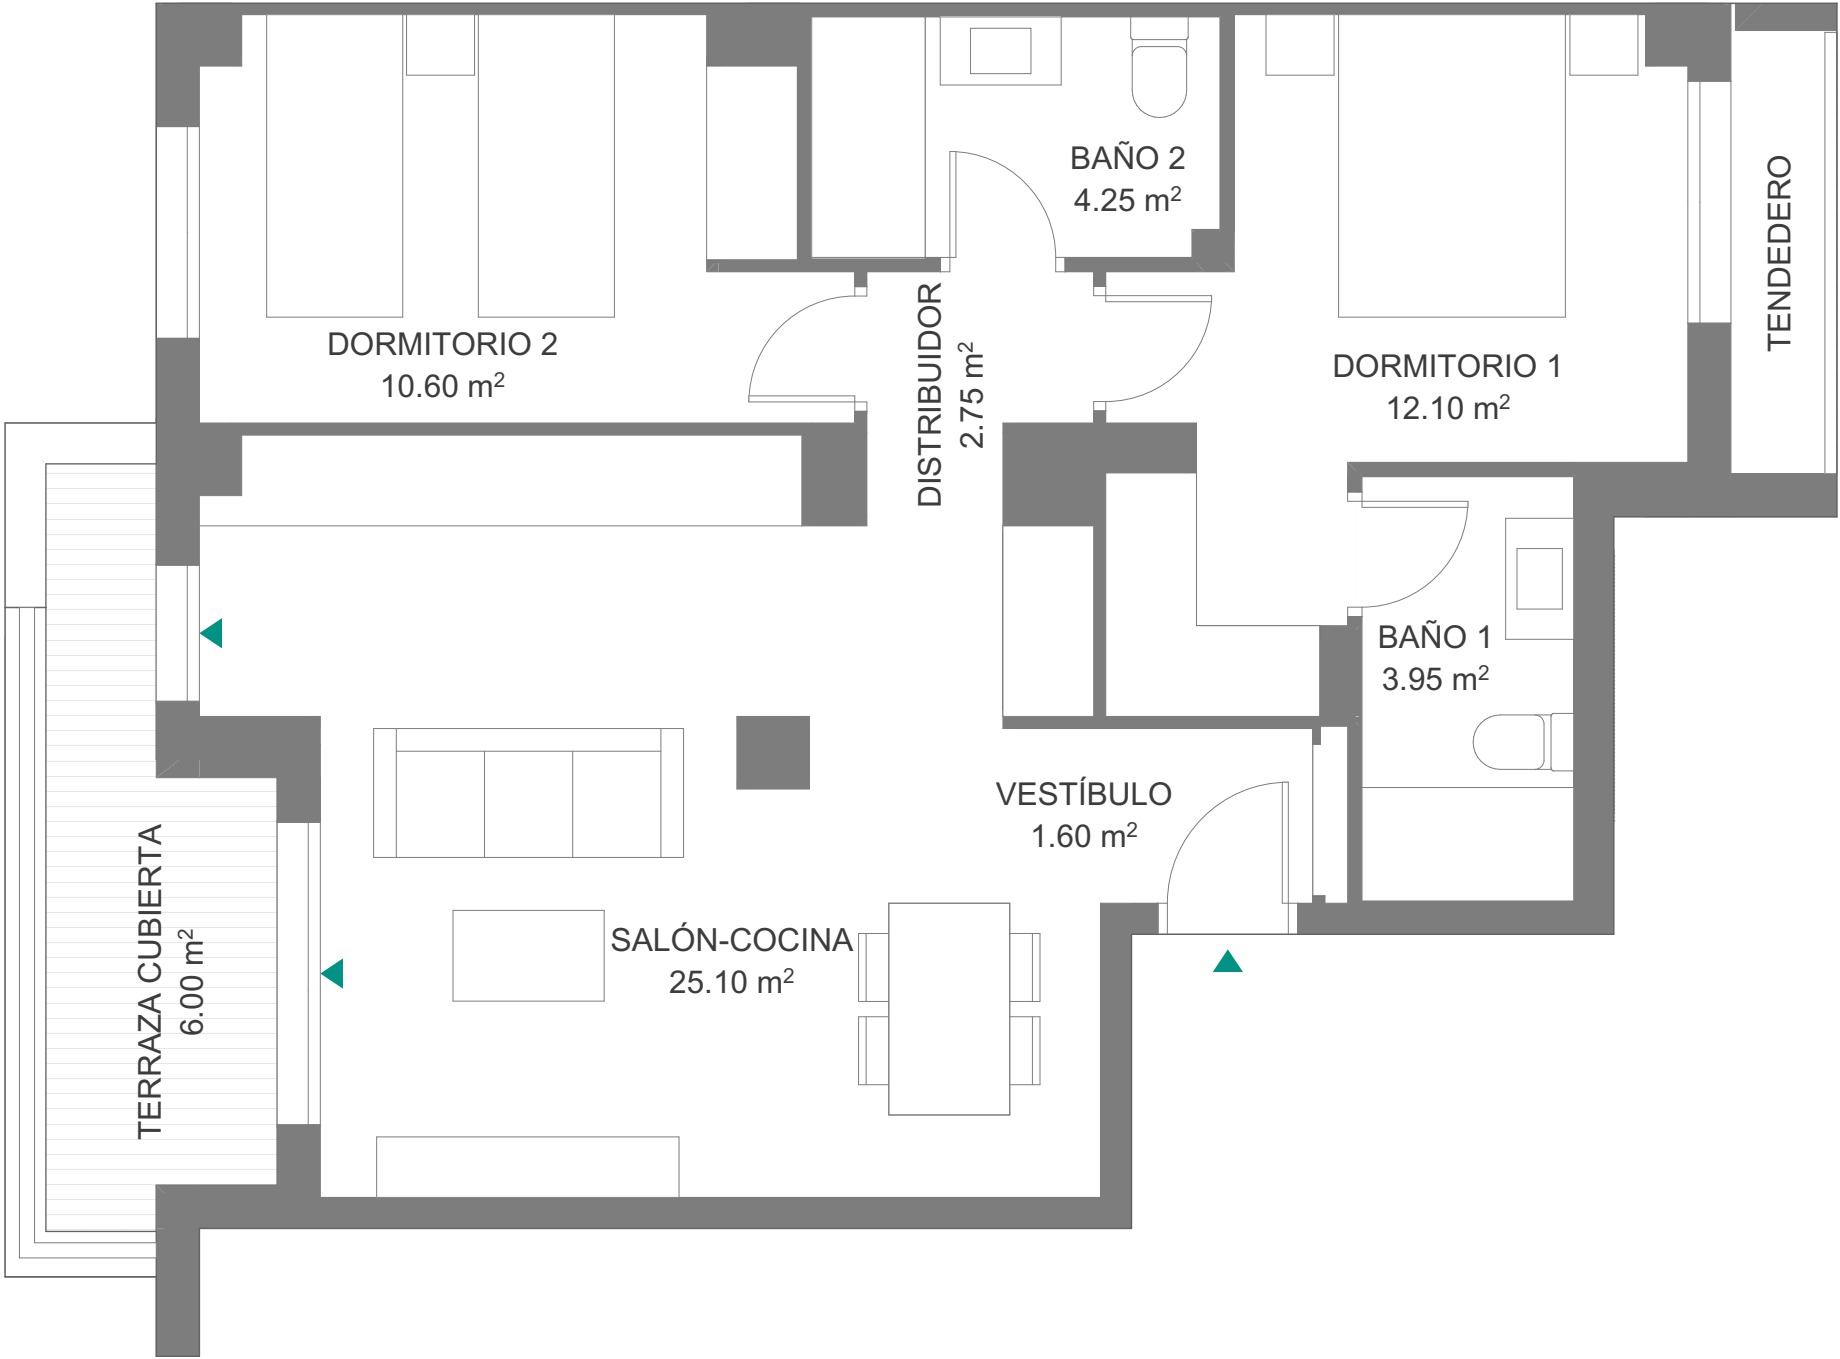 BAÑO 2
4.25 m²
TENDEDERO
DORMITORIO 2
10.60 m²
DISTRIBUIDOR
2.75 m²
DORMITORIO 1
12.10 m²
BAÑO 1
3.95 m²
VESTÍBULO
1.60 m²
TERRAZA CUBIERTA
6.00 m²
SALÓN-COCINA
25.10 m²